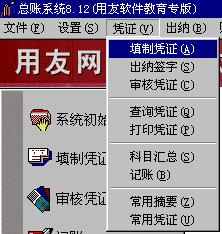 总账系统8.12(用友软件教育专版)
文件(F) 设置(S) 凭证(V) 出纳(B)
填制凭证(A)
出纳签字(S)
审核凭证(C)
查询凭证(Q)
打印凭证(P)
科目汇总(S)
记账(B)
常用摘要(Z)
常用凭证(U)
用友网
系统初始
填制凭证
审核凭证
记账